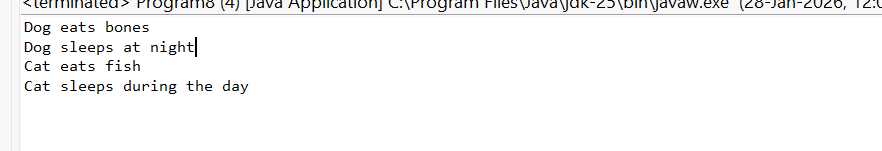 <terminated> Program8 (4) [Java Application] C:\Program Files\Java\jdk-25\bin\javaw.exe (28-Jan-2026, 12:0
Dog eats bones
Dog sleeps at night
Cat eats fish
Cat sleeps during the day